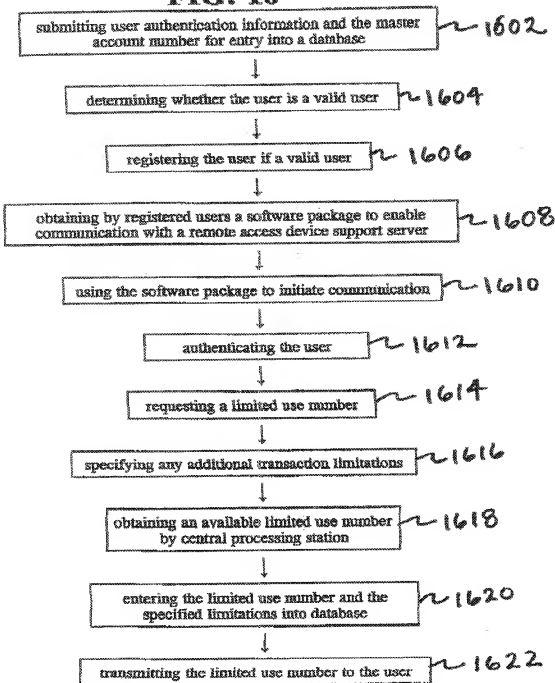 submitting user authentication information and the master
account number for entry into a database
1602
determining whether the user is a valid user
1604
registering the user if a valid user
1606
obtaining by registered users a software package to enable
communication with a remote access device support server
1608
using the software package to initiate communication
1610
authenticating the user
1612
requesting a limited use number
1614
specifying any additional transaction limitations
1616
obtaining an available limited use number
by central processing station
1618
entering the limited use number and the
specified limitations into database
1620
transmitting the limited use number to the user
1622